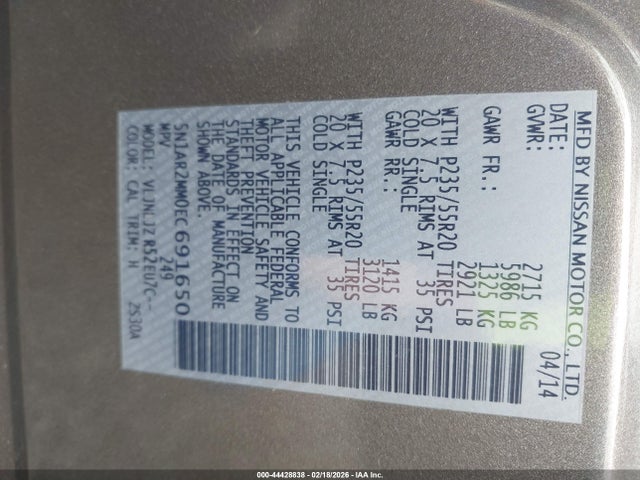 MFD BY NISSAN MOTOR CO., LTD.
DATE: 04/14
GVWR: 2715 KG
5986 LB
GAWR FR.: 1325 KG
2921 LB
WITH P235/55R20 TIRES
20 X 7.5 RIMS AT 35 PSI
COLD SINGLE
GAWR RR.: 1415 KG
3120 LB
WITH P235/55R20 TIRES
20 X 7.5 RIMS AT 35 PSI
COLD SINGLE
THIS VEHICLE CONFORMS TO
ALL APPLICABLE FEDERAL
MOTOR VEHICLE SAFETY AND
THEFT PREVENTION
STANDARDS IN EFFECT ON
THE DATE OF MANUFACTURE
SHOWN ABOVE.
5N1AR2MM0EC691650
MPV 249
MODEL: VLJNLJZ R52EU7C--
COLOR: CAL TRIM: H 2S30A
000-44428838 - 02/18/2026 - IAA Inc.